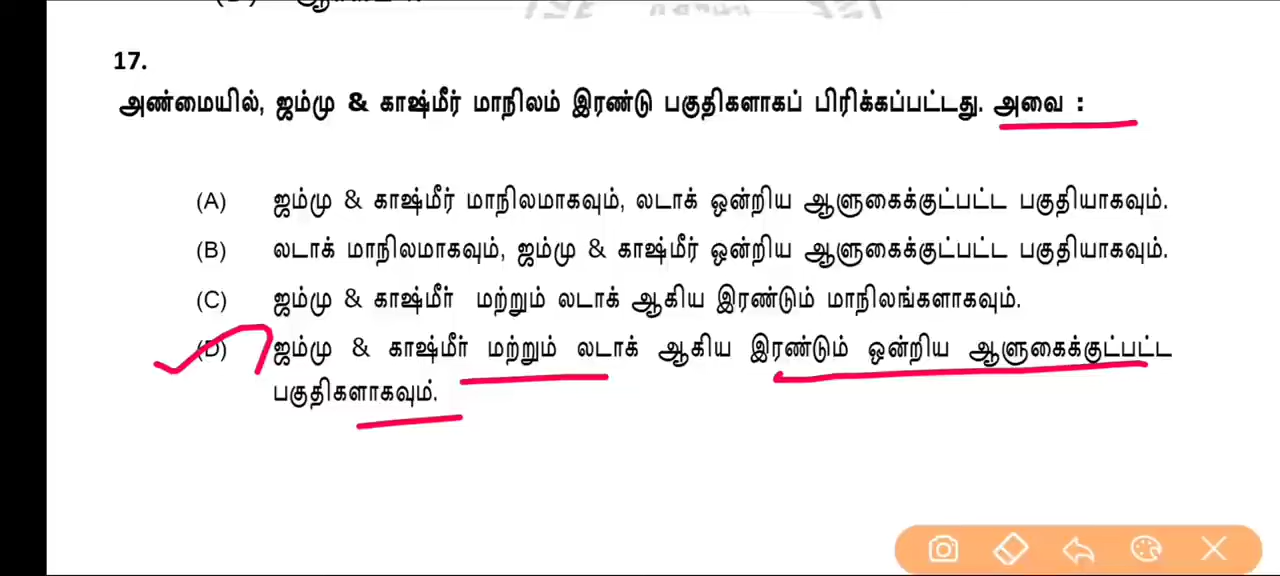 17.
அண்மையில், ஜம்மு & காஷ்மீர் மாநிலம் இரண்டு பகுதிகளாகப் பிரிக்கப்பட்டது. அவை :
(A) ஜம்மு & காஷ்மீர் மாநிலமாகவும், லடாக் ஒன்றிய ஆளுகைக்குட்பட்ட பகுதியாகவும்.
(B) லடாக் மாநிலமாகவும், ஜம்மு & காஷ்மீர் ஒன்றிய ஆளுகைக்குட்பட்ட பகுதியாகவும்.
(C) ஜம்மு & காஷ்மீர் மற்றும் லடாக் ஆகிய இரண்டும் மாநிலங்களாகவும்.
(D) ஜம்மு & காஷ்மீர் மற்றும் லடாக் ஆகிய இரண்டும் ஒன்றிய ஆளுகைக்குட்பட்ட
பகுதிகளாகவும்.